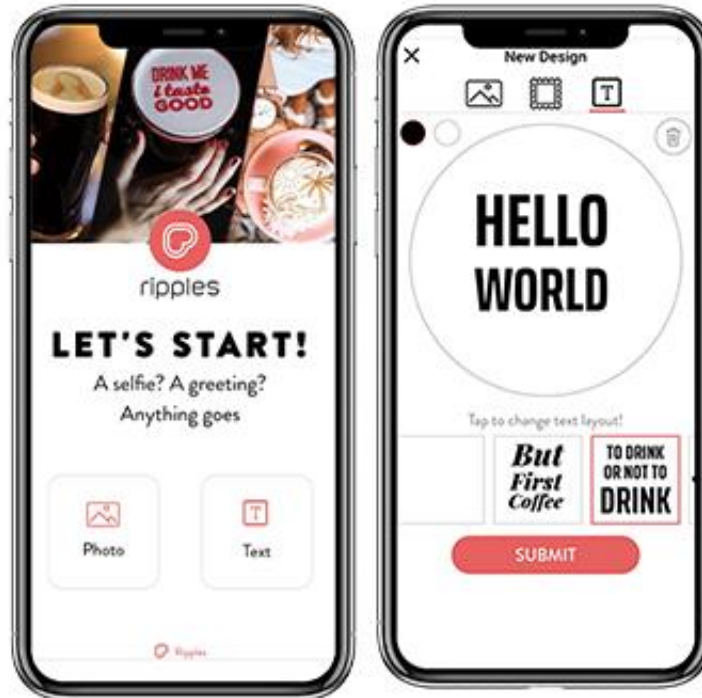 DRINK ME
i taste
GOOD
ripples
LET'S START!
A selfie? A greeting?
Anything goes
Photo
Text
Ripples
New Design
T
HELLO
WORLD
Tap to change text layout!
But
First
Coffee
TO DRINK
OR NOT TO
DRINK
SUBMIT